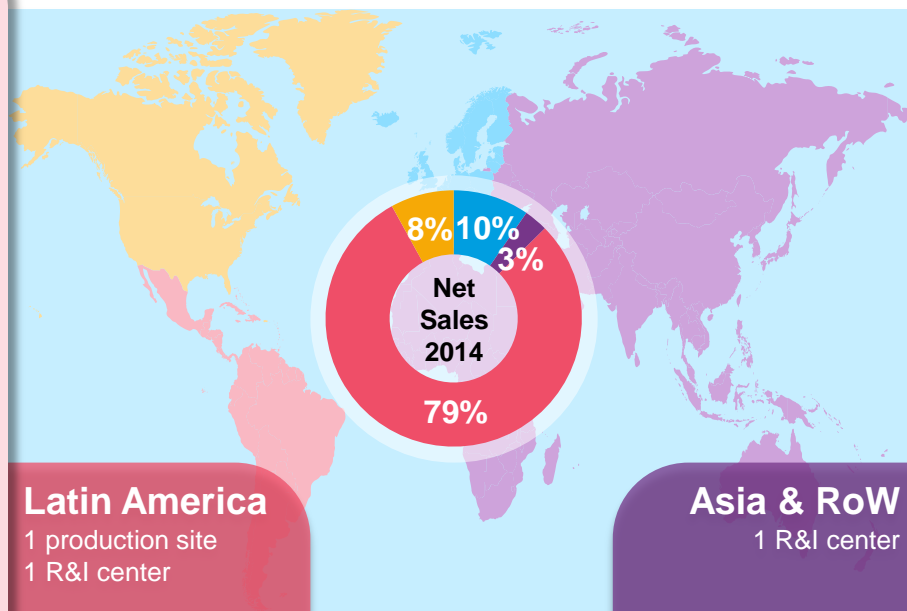 8%
10%
3%
Net
Sales
2014
79%
Latin America
1 production site
1 R&I center
Asia & RoW
1 R&I center